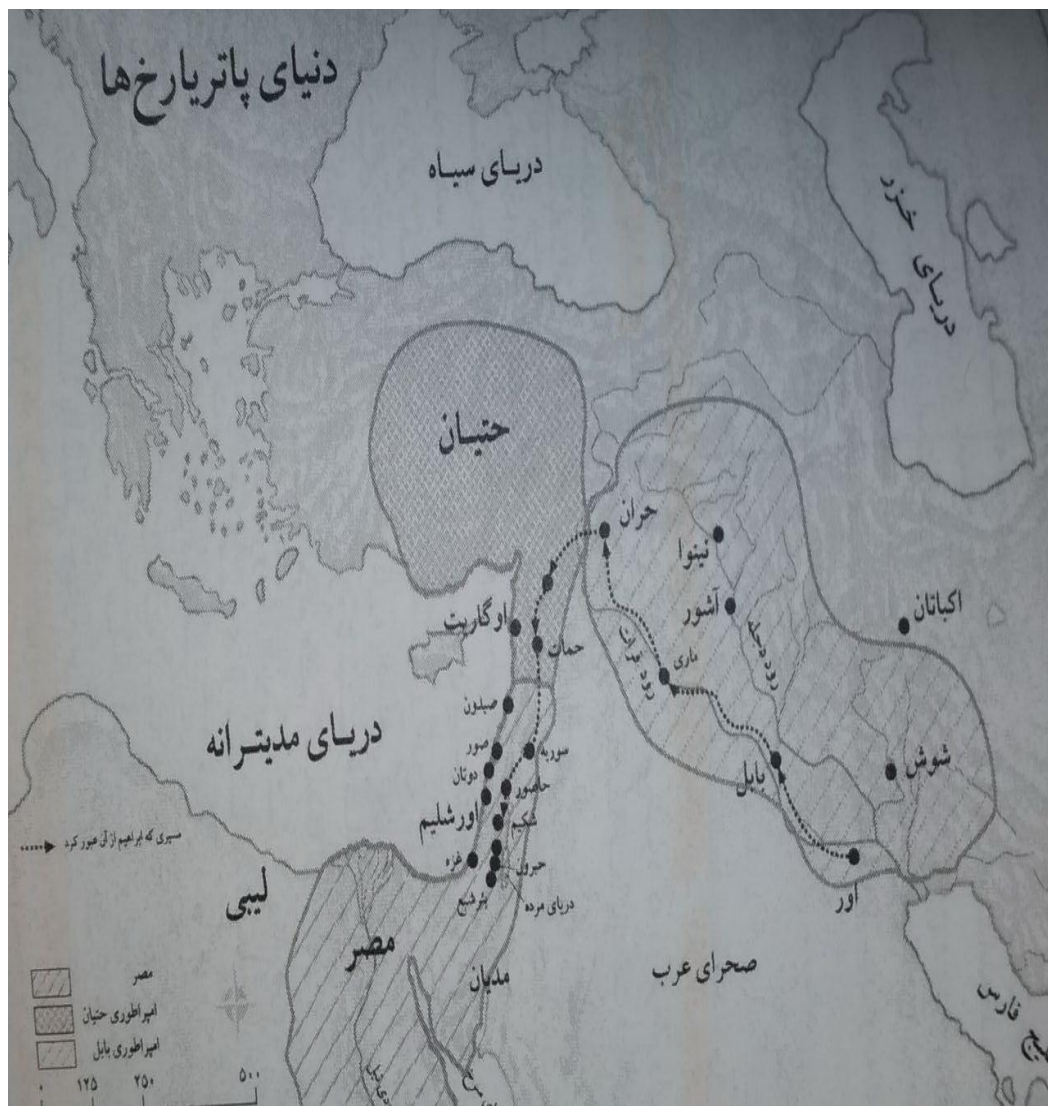 دنیای پاتریارخ‌ها
دریای سیاه
دریای خزر
حتیان
حران
نینوا
آشور
اکباتان
اوگاریت
حمات
رود فرات
ماری
رود دجله
صیدون
دریای مدیترانه
صور
سوریه
دوتان
حاصور
بابل
شوش
اورشلیم
شکیم
مسیری که ابراهیم از آن عبور کرد
غزه
حبرون
اور
لیبی
بئرشبع
دریای مرده
مصر
مدیان
صحرای عرب
خلیج فارس
مصر
امپراطوری حتیان
امپراطوری بابل
۰ ۱۲۵ ۲۵۰ ۵۰۰